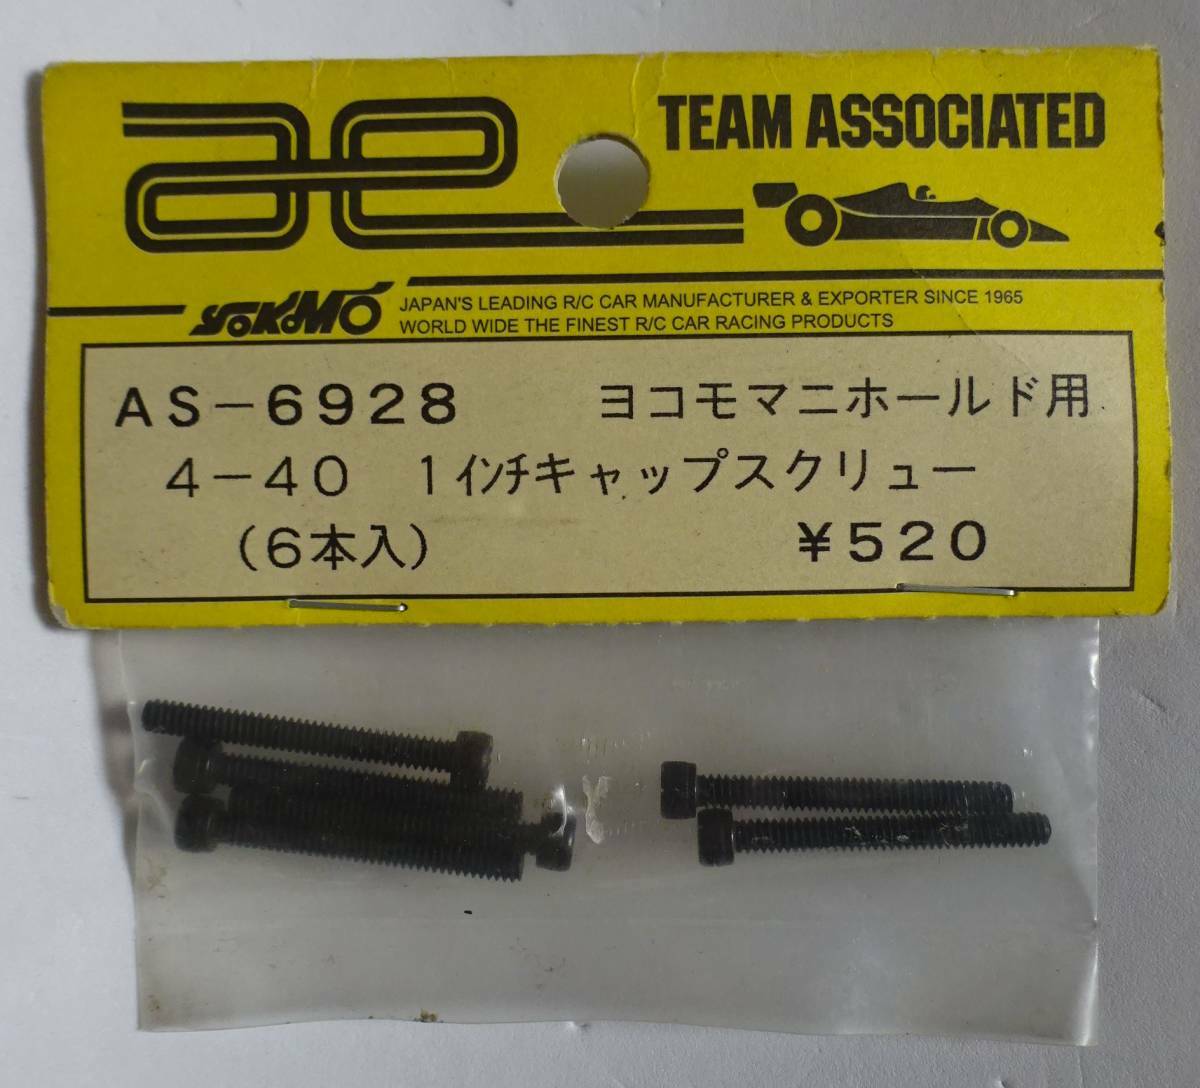 ae TEAM ASSOCIATED
YOKOMO
JAPAN'S LEADING R/C CAR MANUFACTURER & EXPORTER SINCE 1965
WORLD WIDE THE FINEST R/C CAR RACING PRODUCTS
AS-6928 ヨコモマニホールド用
4-40 1インチキャップスクリュー
(6本入) ¥520